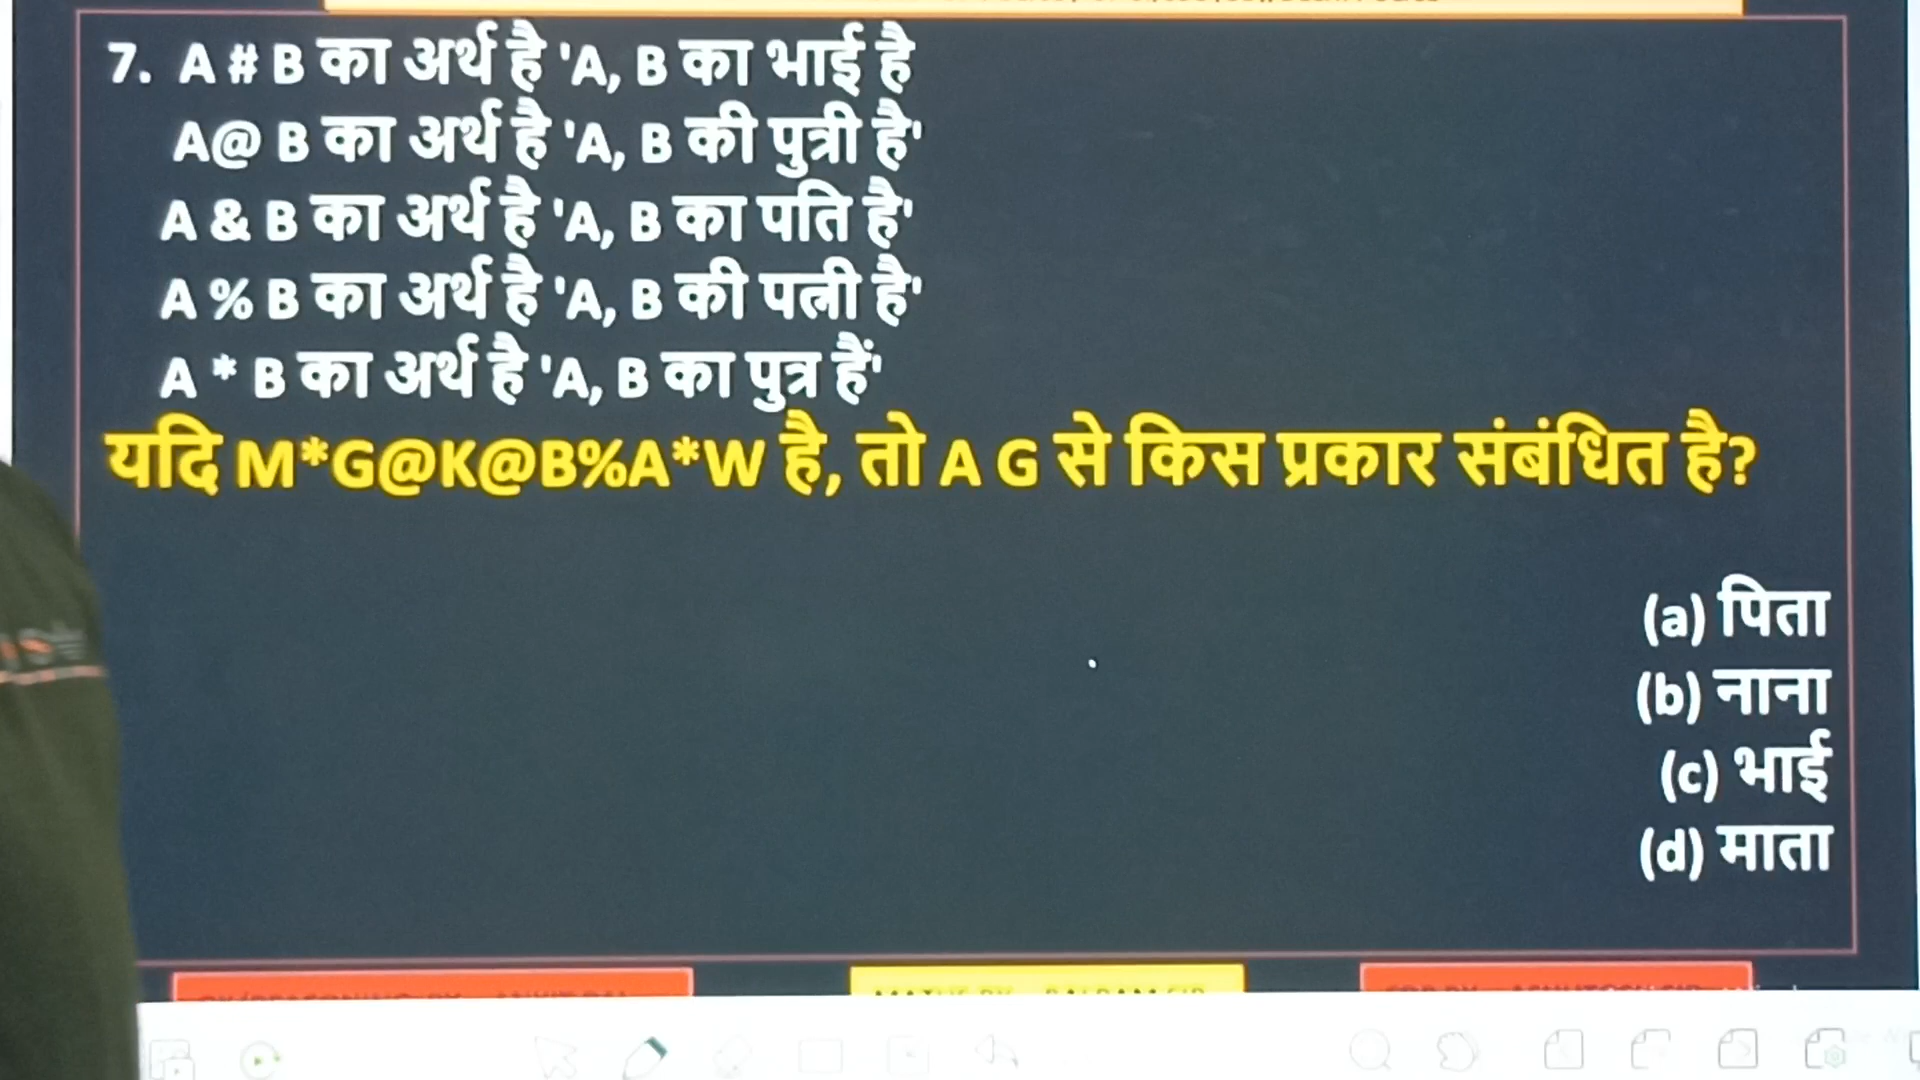 7. A # B का अर्थ है 'A, B का भाई है
A@ B का अर्थ है 'A, B की पुत्री है'
A & B का अर्थ है 'A, B का पति है'
A % B का अर्थ है 'A, B की पत्नी है'
A * B का अर्थ है 'A, B का पुत्र हैं'
यदि M*G@K@B%A*W है, तो A G से किस प्रकार संबंधित है?
(a) पिता
(b) नाना
(c) भाई
(d) माता